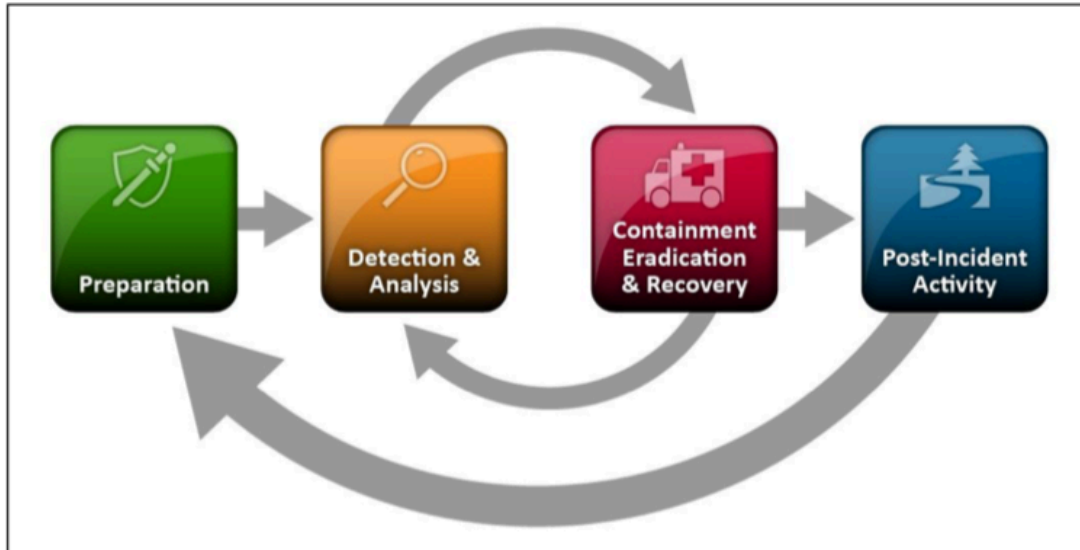 Preparation
Detection &
Analysis
Containment
Eradication
& Recovery
Post-Incident
Activity